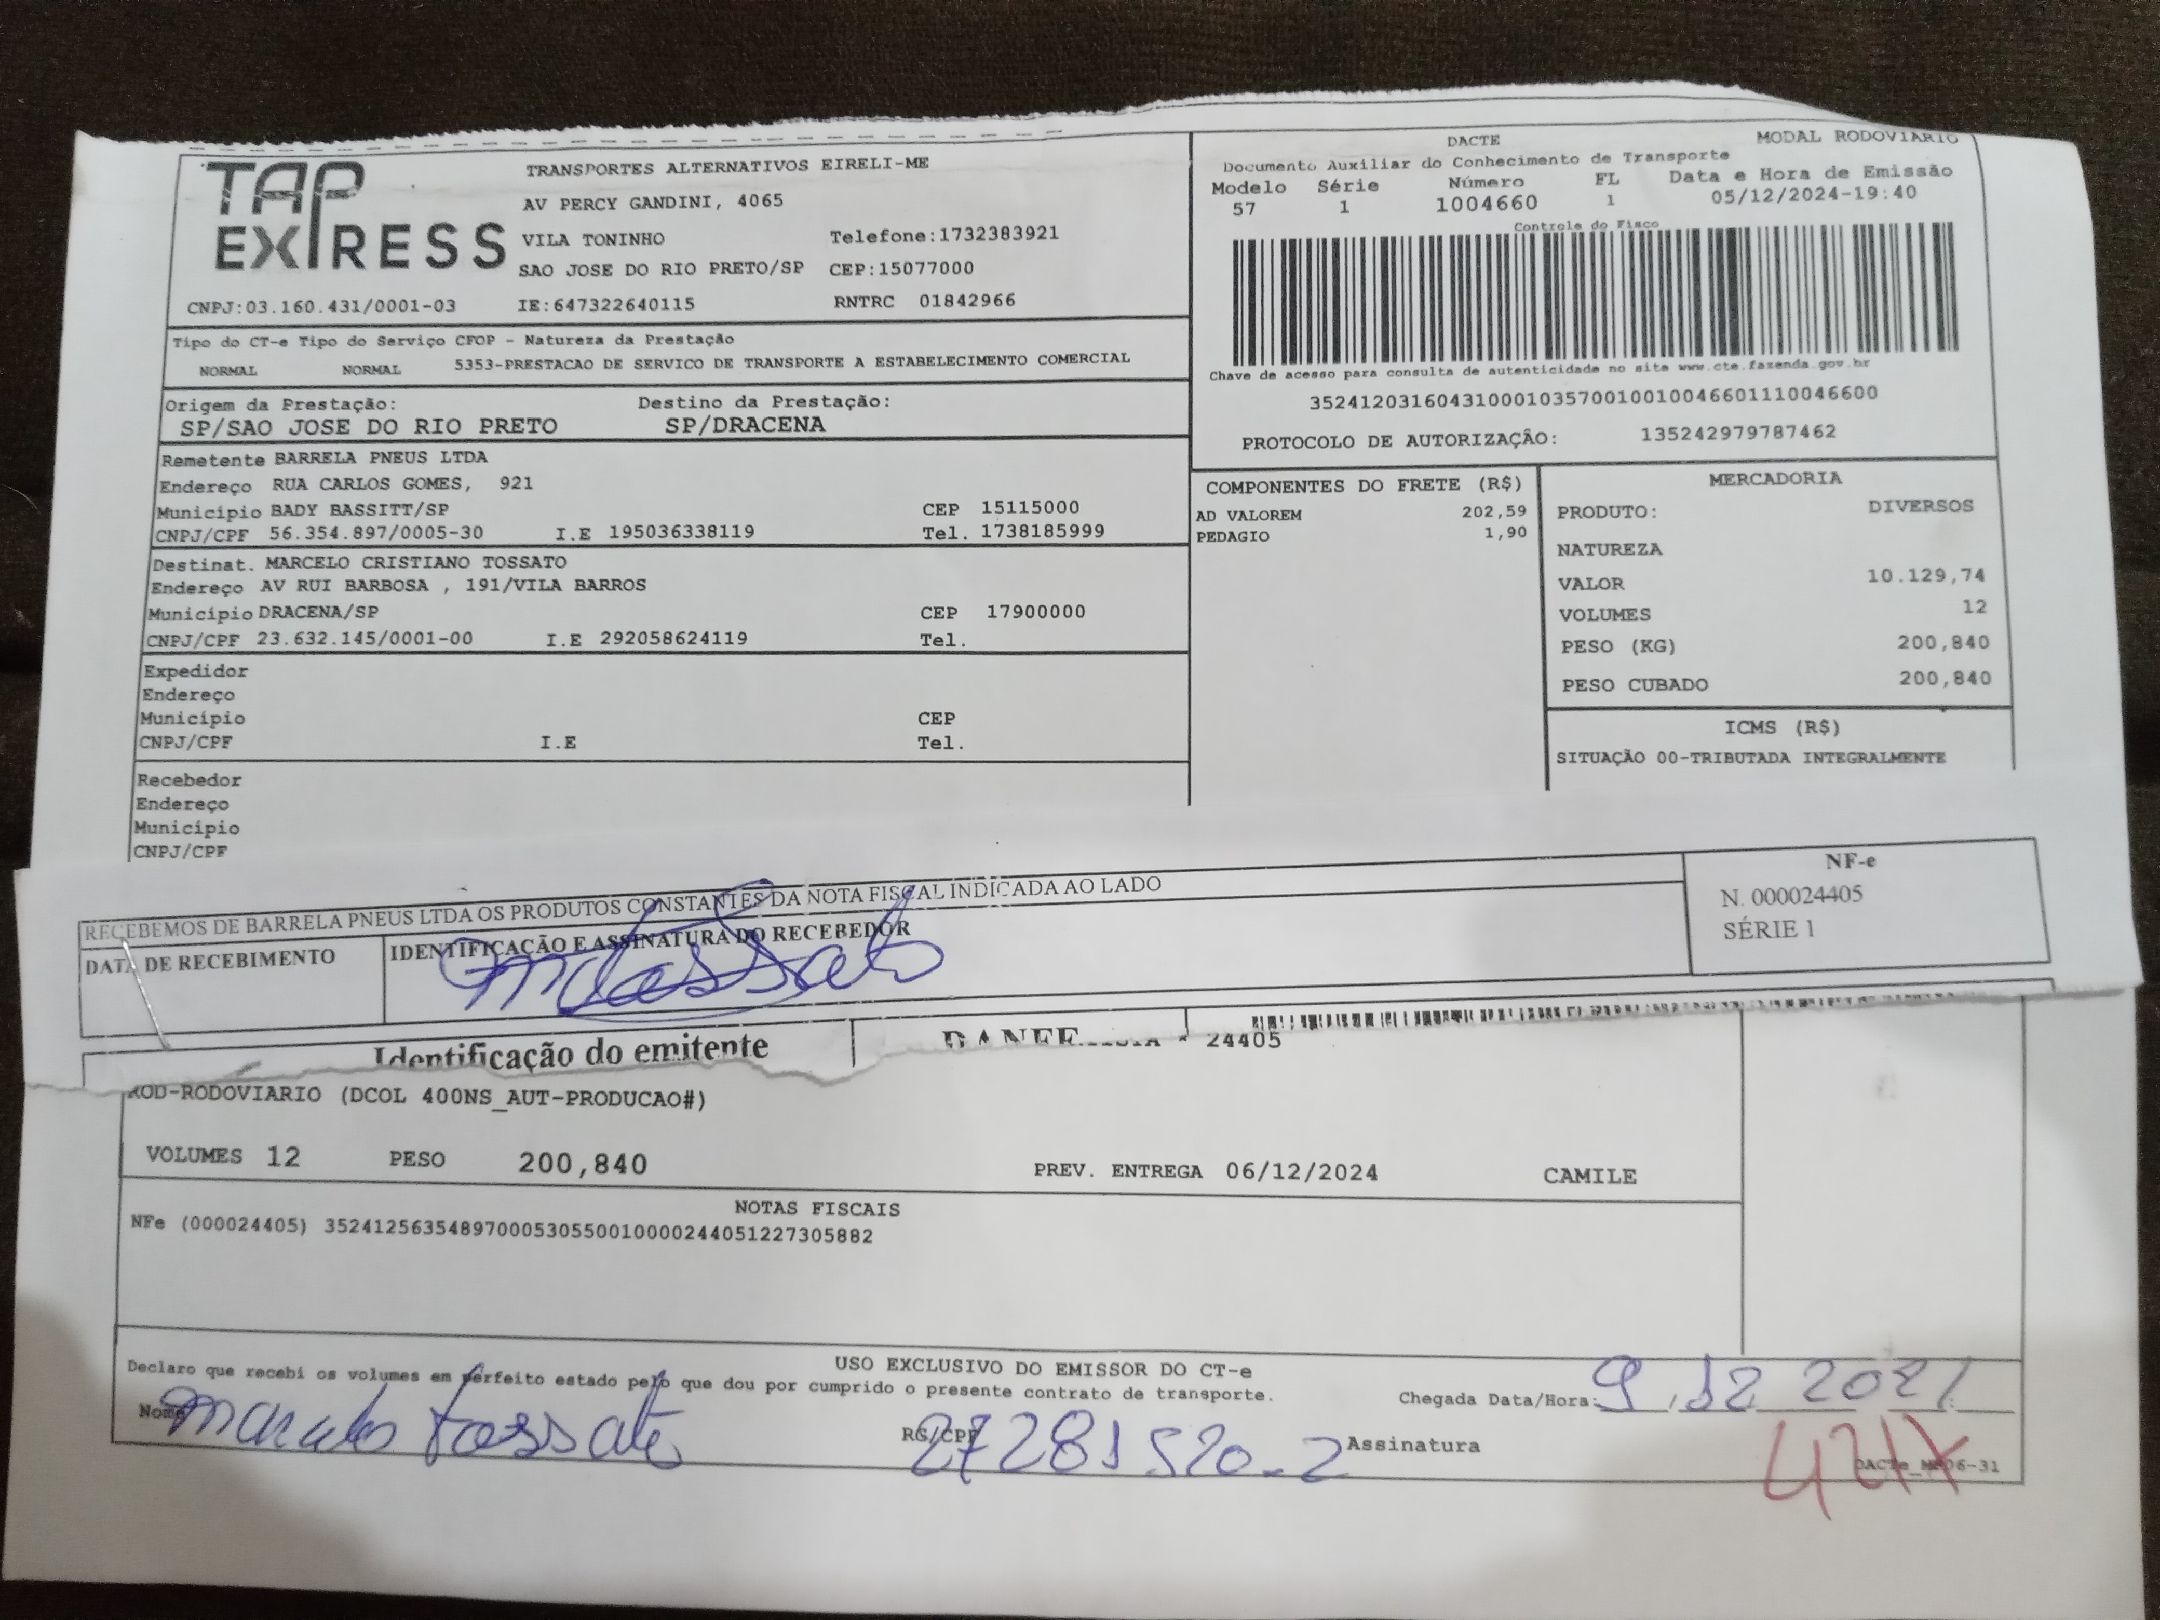 TAP EXPRESS
TRANSPORTES ALTERNATIVOS EIRELI-ME
AV PERCY GANDINI, 4065
VILA TONINHO Telefone:1732383921
SAO JOSE DO RIO PRETO/SP CEP:15077000
CNPJ:03.160.431/0001-03 IE:647322640115 RNTRC 01842966
DACTE MODAL RODOVIARIO
Documento Auxiliar do Conhecimento de Transporte
Modelo Série Número FL Data e Hora de Emissão
57 1 1004660 1 05/12/2024-19:40
Controle do Fisco
Chave de acesso para consulta de autenticidade no site www.cte.fazenda.gov.br
35241203160431000103570010010046601110046600
PROTOCOLO DE AUTORIZAÇÃO: 135242979787462
Tipo do CT-e Tipo do Serviço CFOP - Natureza da Prestação
NORMAL NORMAL 5353-PRESTACAO DE SERVICO DE TRANSPORTE A ESTABELECIMENTO COMERCIAL
Origem da Prestação: Destino da Prestação:
SP/SAO JOSE DO RIO PRETO SP/DRACENA
Remetente BARRELA PNEUS LTDA
Endereço RUA CARLOS GOMES, 921
Município BADY BASSITT/SP CEP 15115000
CNPJ/CPF 56.354.897/0005-30 I.E 195036338119 Tel. 1738185999
Destinat. MARCELO CRISTIANO TOSSATO
Endereço AV RUI BARBOSA , 191/VILA BARROS
Município DRACENA/SP CEP 17900000
CNPJ/CPF 23.632.145/0001-00 I.E 292058624119 Tel.
Expedidor
Endereço
Município CEP
CNPJ/CPF I.E Tel.
Recebedor
Endereço
Município
CNPJ/CPF
COMPONENTES DO FRETE (R$)
AD VALOREM 202,59
PEDAGIO 1,90
MERCADORIA
PRODUTO: DIVERSOS
NATUREZA
VALOR 10.129,74
VOLUMES 12
PESO (KG) 200,840
PESO CUBADO 200,840
ICMS (R$)
SITUAÇÃO 00-TRIBUTADA INTEGRALMENTE
RECEBEMOS DE BARRELA PNEUS LTDA OS PRODUTOS CONSTANTES DA NOTA FISCAL INDICADA AO LADO
DATA DE RECEBIMENTO IDENTIFICAÇÃO E ASSINATURA DO RECEBEDOR
NF-e
N. 000024405
SÉRIE 1
Identificação do emitente DANFE 24405
ROD-RODOVIARIO (DCOL 400NS_AUT-PRODUCAO#)
VOLUMES 12 PESO 200,840 PREV. ENTREGA 06/12/2024 CAMILE
NOTAS FISCAIS
NFe (000024405) 35241256354897000530550010000244051227305882
USO EXCLUSIVO DO EMISSOR DO CT-e
Declaro que recebi os volumes em perfeito estado pelo que dou por cumprido o presente contrato de transporte.
Chegada Data/Hora: 9 12 2024
Nome Marcelo Tossato RG/CPF 27281520-2 Assinatura